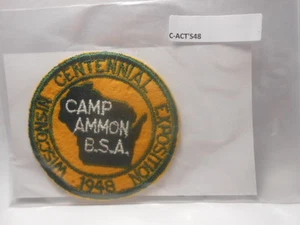 C-ACT'S48
WISCONSIN CENTENNIAL EXPOSITION
CAMP
AMMON
B.S.A.
1948